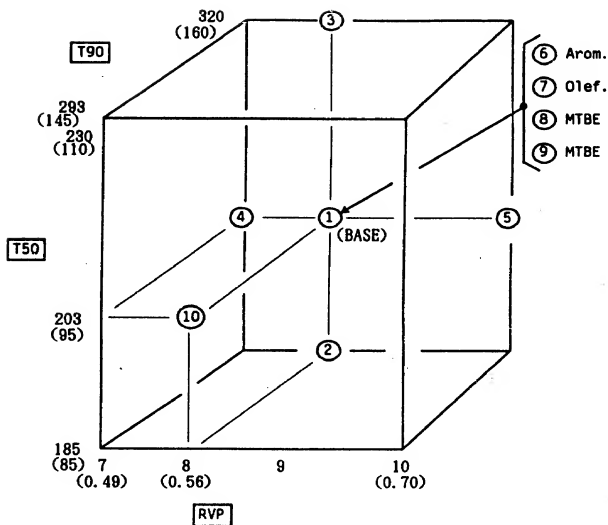 320
(160)
③
T90
⑥ Arom.
⑦ Olef.
⑧ MTBE
⑨ MTBE
293
(145)
230
(110)
④
①
⑤
(BASE)
T50
203
(95)
⑩
②
185
(85)
7
(0.49)
8
(0.56)
9
10
(0.70)
RVP